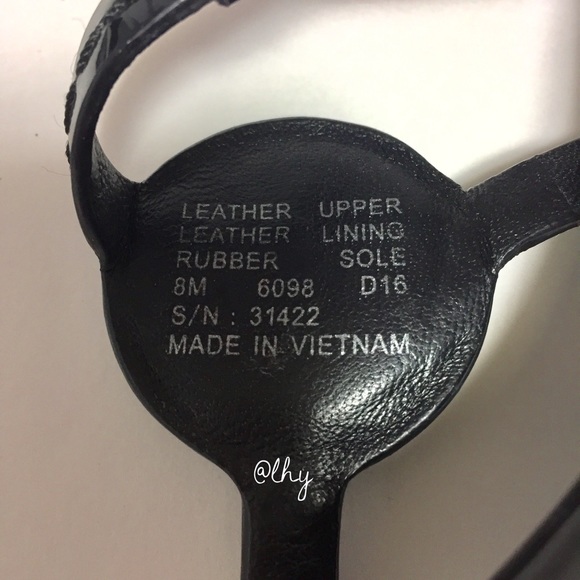 LEATHER UPPER
LEATHER LINING
RUBBER SOLE
8M 6098 D16
S/N : 31422
MADE IN VIETNAM
@lhy